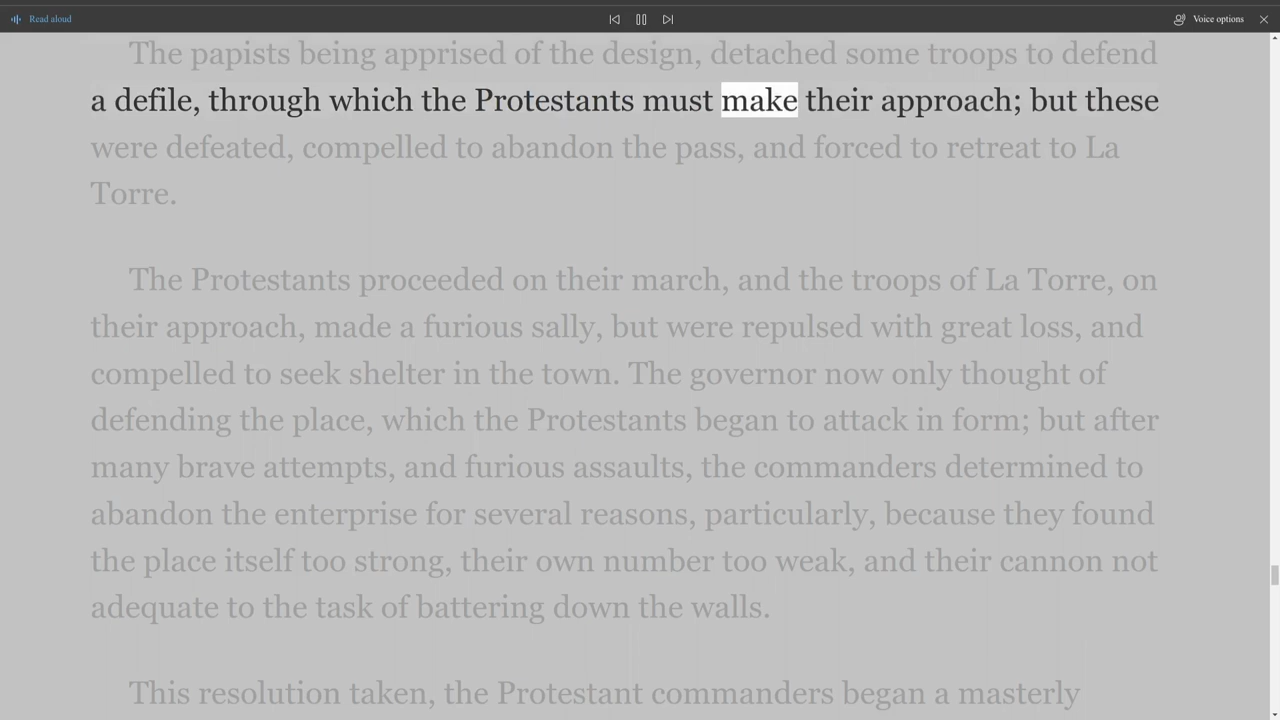 Read aloud
Voice options
The papists being apprised of the design, detached some troops to defend
a defile, through which the Protestants must make their approach; but these
were defeated, compelled to abandon the pass, and forced to retreat to La
Torre.
The Protestants proceeded on their march, and the troops of La Torre, on
their approach, made a furious sally, but were repulsed with great loss, and
compelled to seek shelter in the town. The governor now only thought of
defending the place, which the Protestants began to attack in form; but after
many brave attempts, and furious assaults, the commanders determined to
abandon the enterprise for several reasons, particularly, because they found
the place itself too strong, their own number too weak, and their cannon not
adequate to the task of battering down the walls.
This resolution taken, the Protestant commanders began a masterly